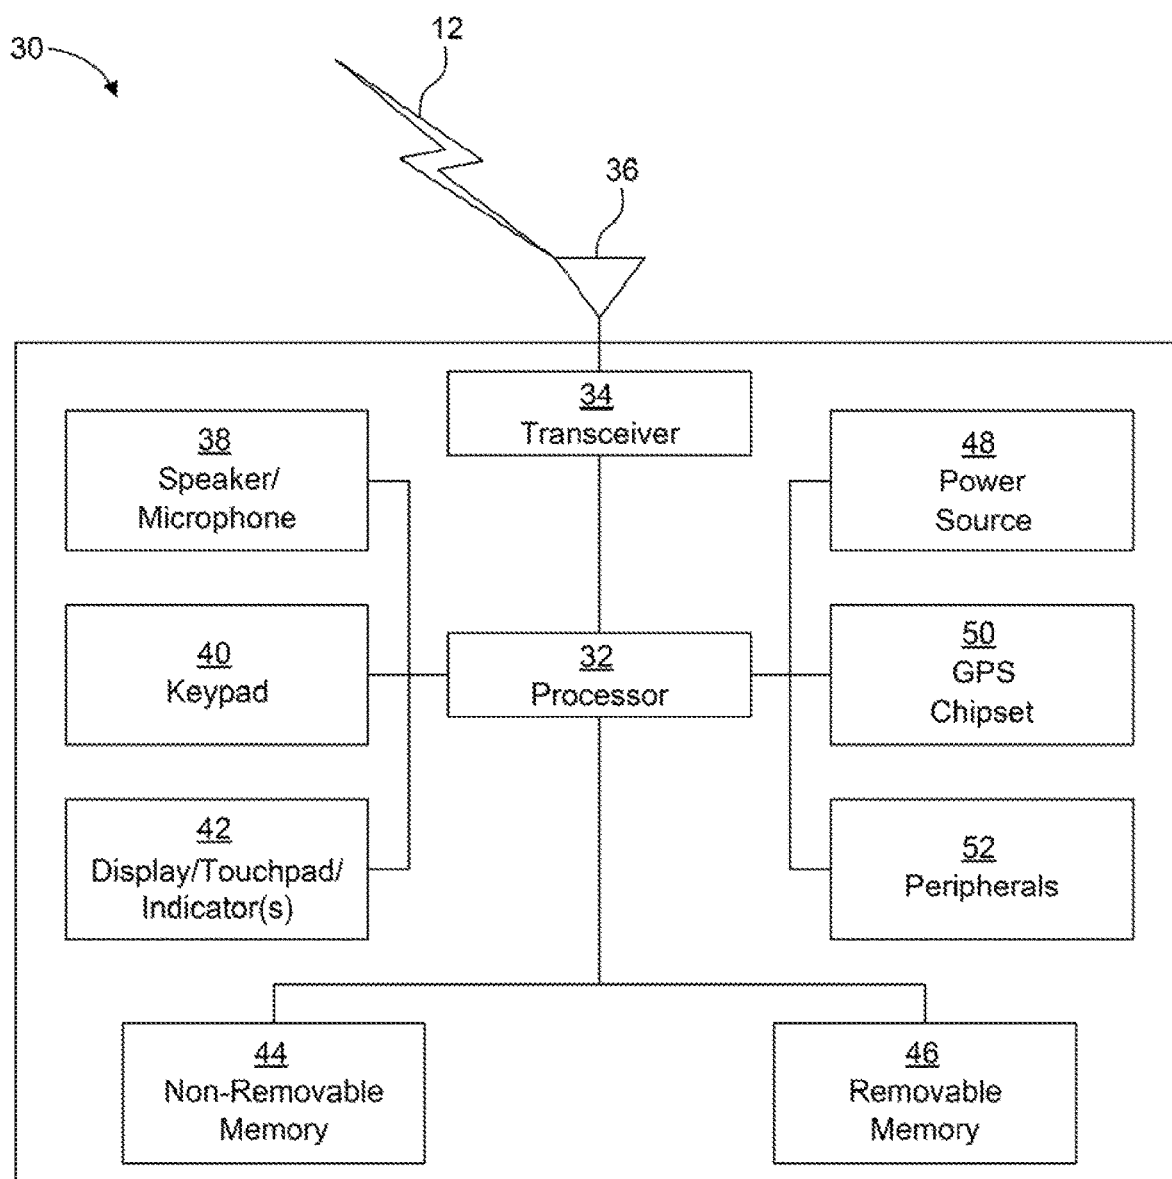 30
12
36
34
Transceiver
38
Speaker/
Microphone
48
Power
Source
40
Keypad
32
Processor
50
GPS
Chipset
42
Display/Touchpad/
Indicator(s)
52
Peripherals
44
Non-Removable
Memory
46
Removable
Memory